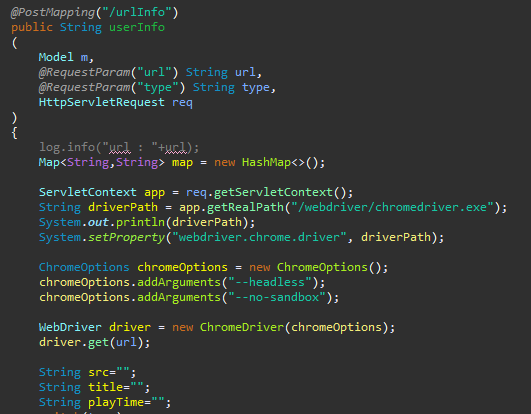 @PostMapping("/urlInfo")
public String userInfo
(
    Model m,
    @RequestParam("url") String url,
    @RequestParam("type") String type,
    HttpServletRequest req
)
{
    log.info("url : "+url);
    Map<String,String> map = new HashMap<>();

    ServletContext app = req.getServletContext();
    String driverPath = app.getRealPath("/webdriver/chromedriver.exe");
    System.out.println(driverPath);
    System.setProperty("webdriver.chrome.driver", driverPath);

    ChromeOptions chromeOptions = new ChromeOptions();
    chromeOptions.addArguments("--headless");
    chromeOptions.addArguments("--no-sandbox");

    WebDriver driver = new ChromeDriver(chromeOptions);
    driver.get(url);

    String src="";
    String title="";
    String playTime="";